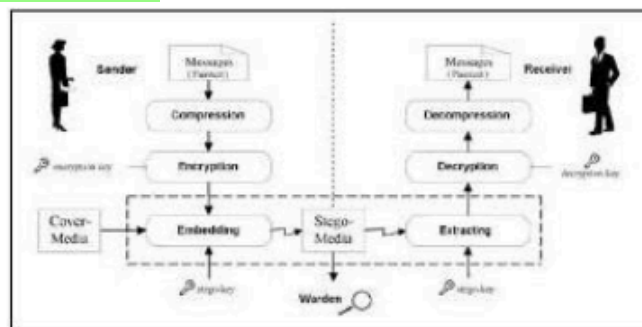 Sender
Messages
(Plaintext)
Messages
(Plaintext)
Receiver
Compression
Decompression
encryption key
Encryption
Decryption
decryption key
Cover-
Media
Embedding
Stego-
Media
Extracting
stego-key
Warden
stego-key